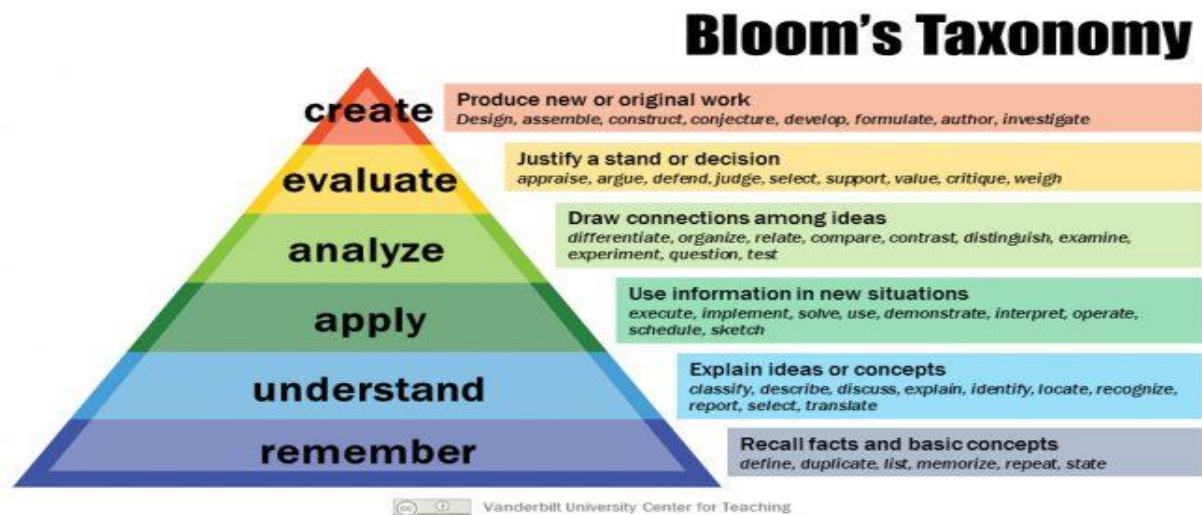 Bloom's Taxonomy
create
Produce new or original work
Design, assemble, construct, conjecture, develop, formulate, author, investigate
evaluate
Justify a stand or decision
appraise, argue, defend, judge, select, support, value, critique, weigh
analyze
Draw connections among ideas
differentiate, organize, relate, compare, contrast, distinguish, examine,
experiment, question, test
apply
Use information in new situations
execute, implement, solve, use, demonstrate, interpret, operate,
schedule, sketch
understand
Explain ideas or concepts
classify, describe, discuss, explain, identify, locate, recognize,
report, select, translate
remember
Recall facts and basic concepts
define, duplicate, list, memorize, repeat, state
cc Vanderbilt University Center for Teaching